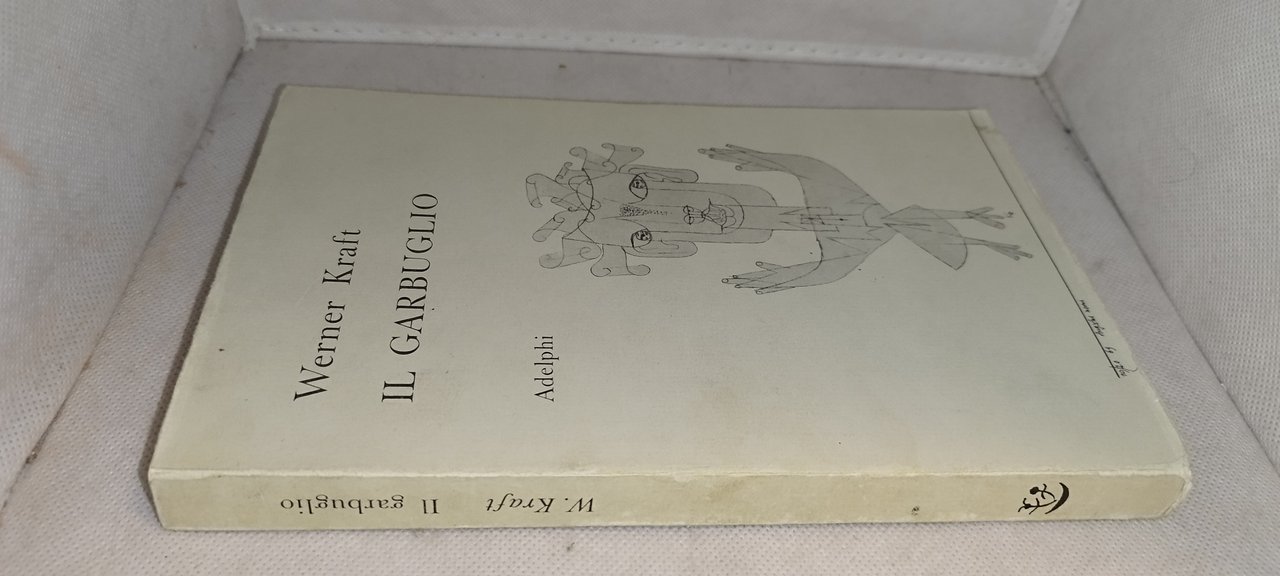 Werner Kraft
IL GARBUGLIO
Adelphi
W. Kraft Il garbuglio